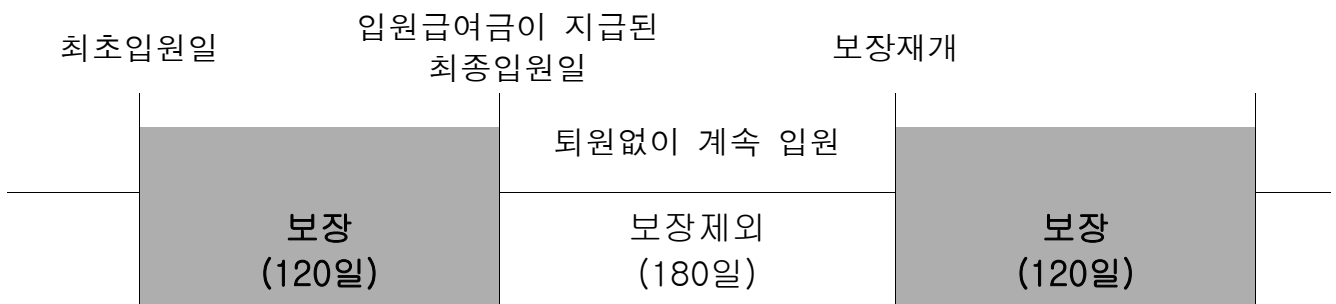 최초입원일
입원급여금이 지급된
최종입원일
보장재개
퇴원없이 계속 입원
보장
(120일)
보장제외
(180일)
보장
(120일)